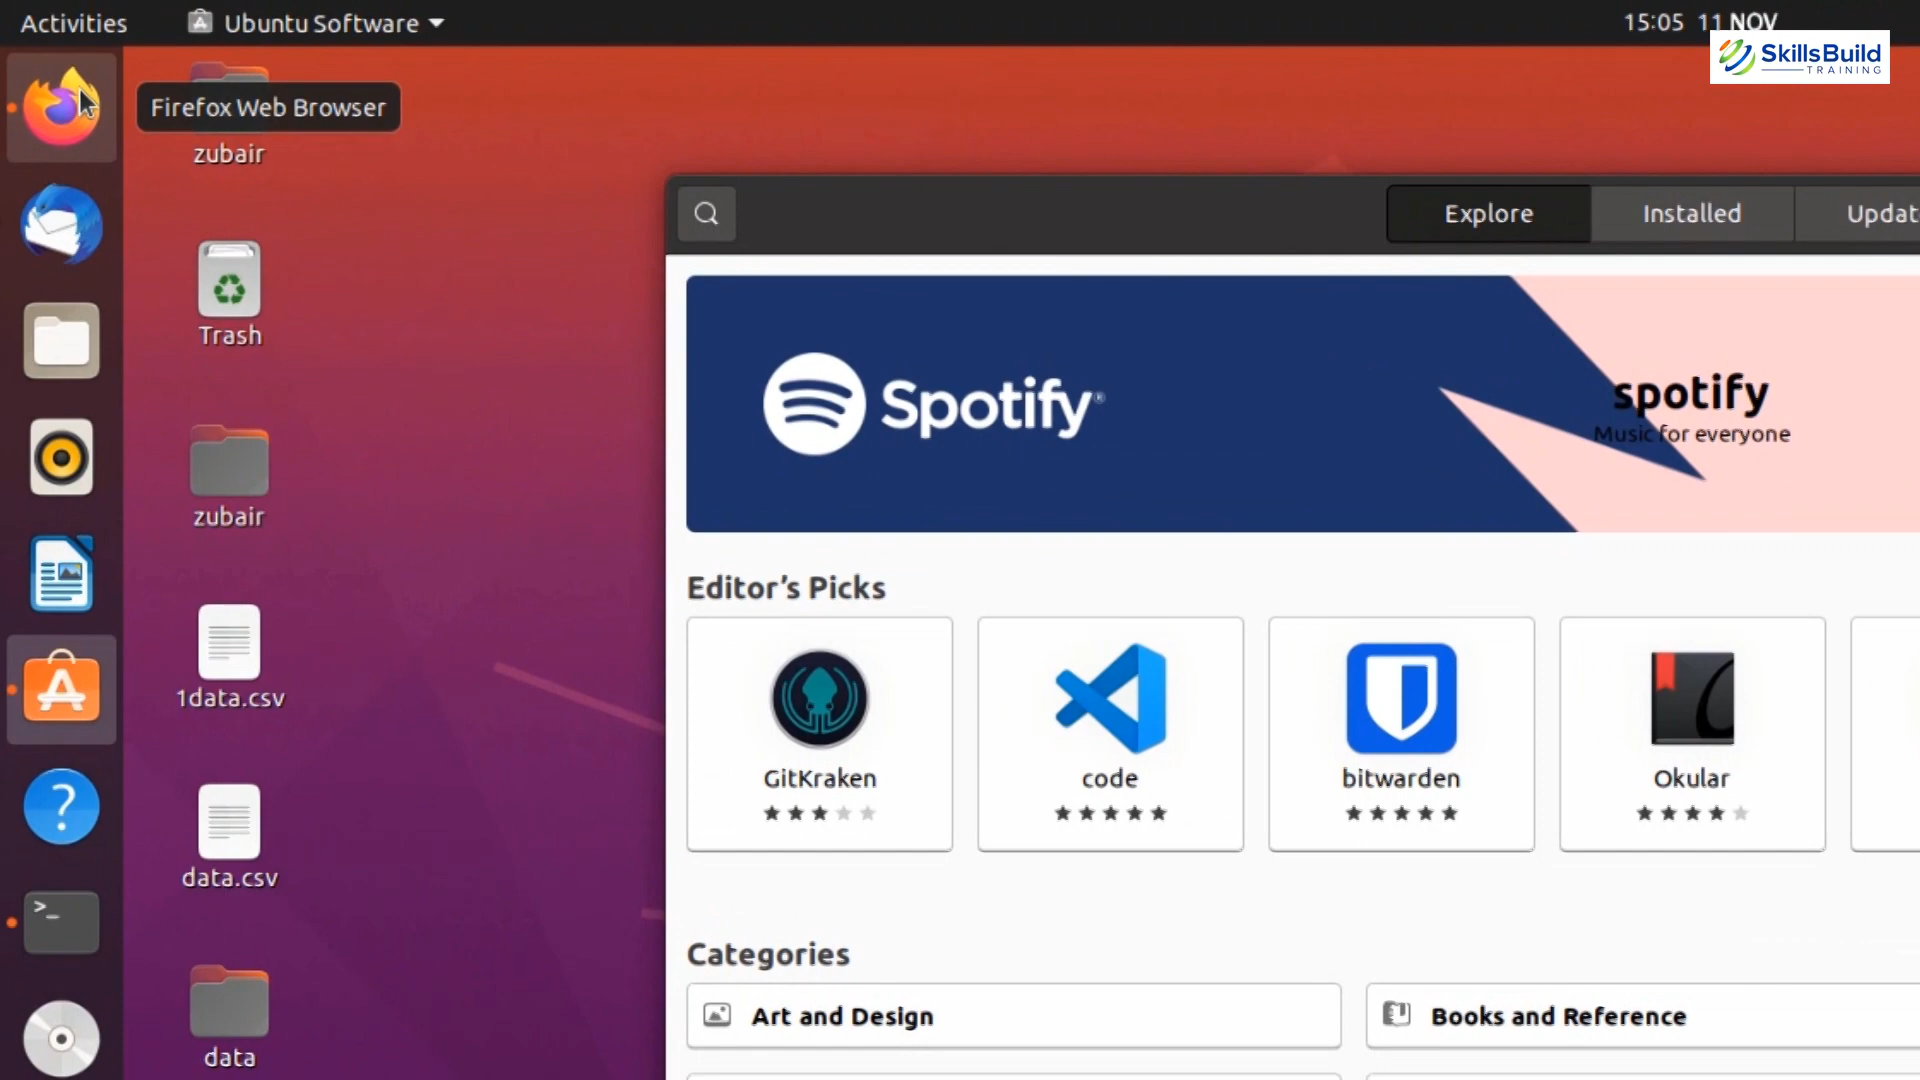 Activities
Ubuntu Software
15:05 11 NOV
SkillsBuild
TRAINING
Firefox Web Browser
zubair
Explore
Installed
Updat
Trash
Spotify®
spotify
Music for everyone
zubair
Editor's Picks
1data.csv
GitKraken
code
bitwarden
Okular
data.csv
>_
Categories
Art and Design
Books and Reference
data